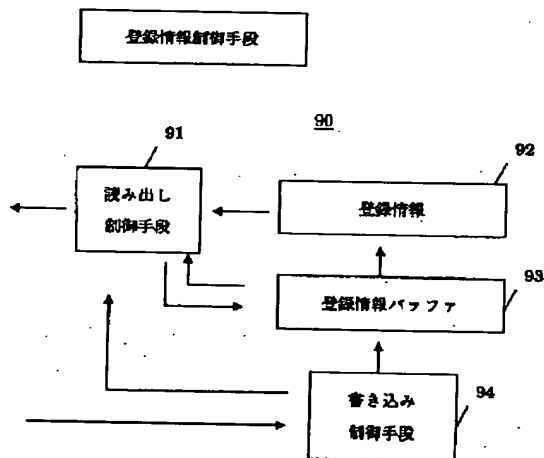 登録情報制御手段
90
91
読み出し
制御手段
92
登録情報
93
登録情報バッファ
94
書き込み
制御手段